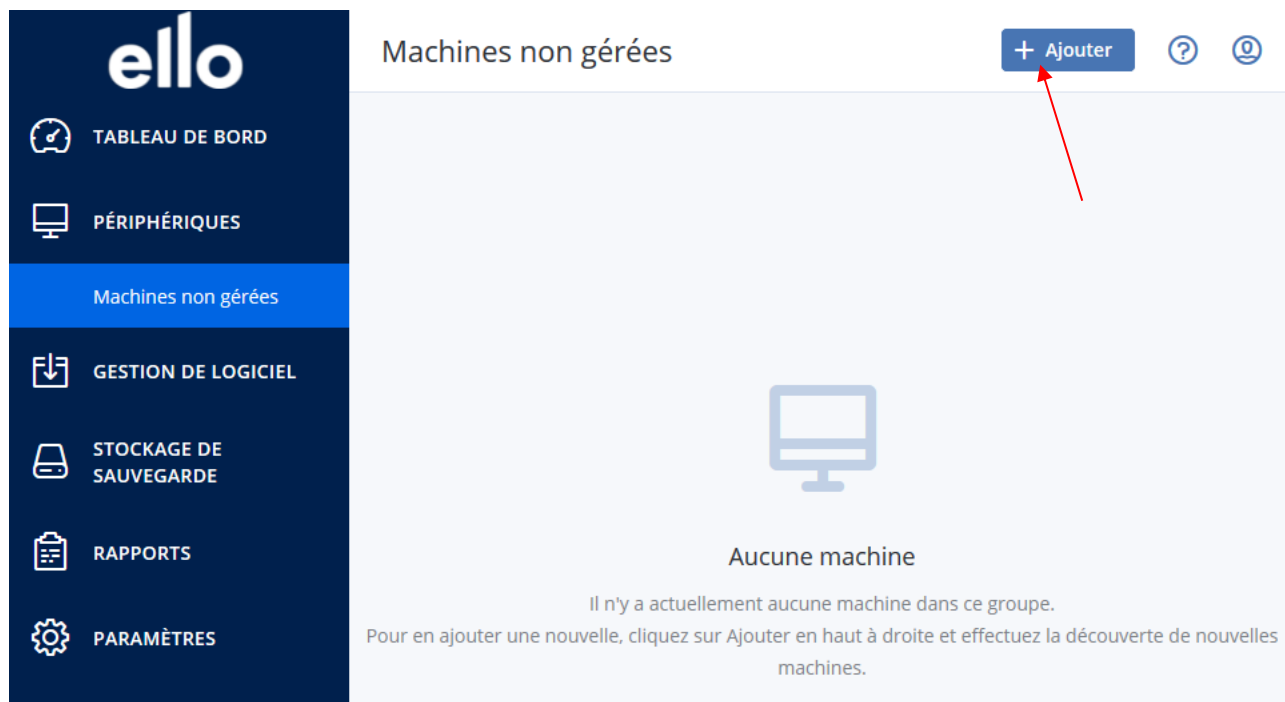 ello
TABLEAU DE BORD
PÉRIPHÉRIQUES
Machines non gérées
GESTION DE LOGICIEL
STOCKAGE DE
SAUVEGARDE
RAPPORTS
PARAMÈTRES
Machines non gérées
+ Ajouter
Aucune machine
Il n'y a actuellement aucune machine dans ce groupe.
Pour en ajouter une nouvelle, cliquez sur Ajouter en haut à droite et effectuez la découverte de nouvelles
machines.